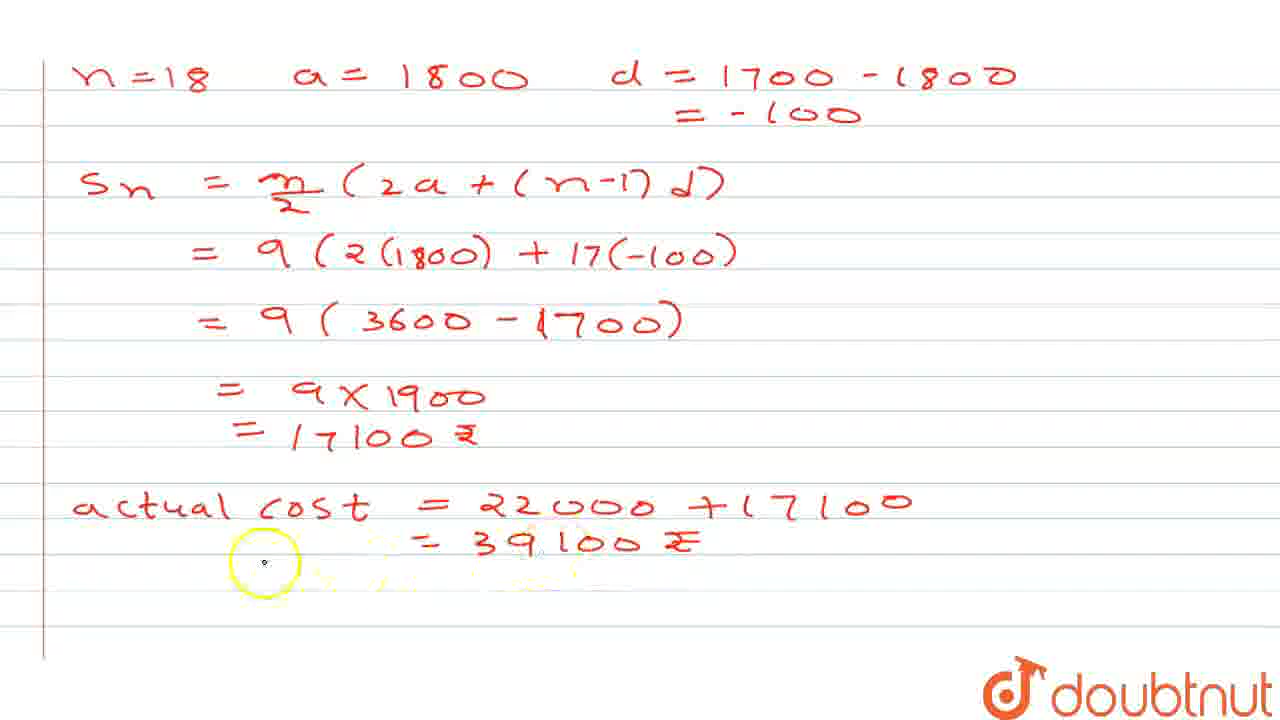 n = 18 a = 1800 d = 1700 - 1800
= -100
Sn = n/2 (2a + (n-1) d)
= 9 (2(1800) + 17(-100)
= 9 (3600 - 1700)
= 9 x 1900
= 17100 ₹
actual cost = 22000 + 17100
= 39100 ₹
doubtnut